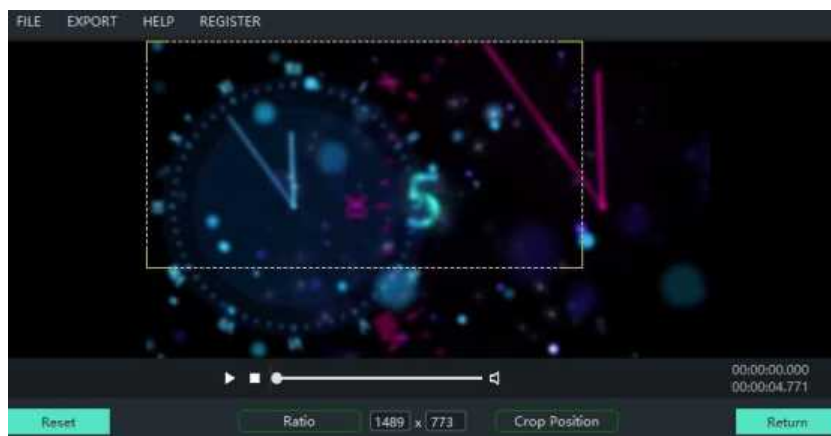 FILE EXPORT HELP REGISTER
5
00:00:00.000
00:00:04.771
Reset Ratio 1489 x 773 Crop Position Return